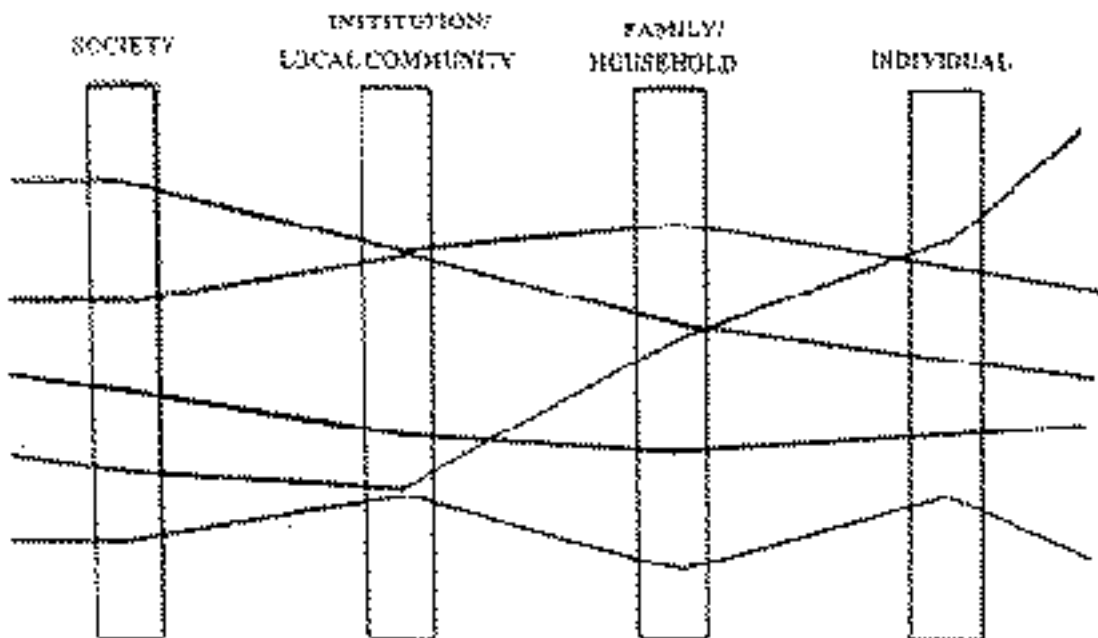 SOCIETY
INSTITUTION/
LOCAL COMMUNITY
FAMILY/
HOUSEHOLD
INDIVIDUAL